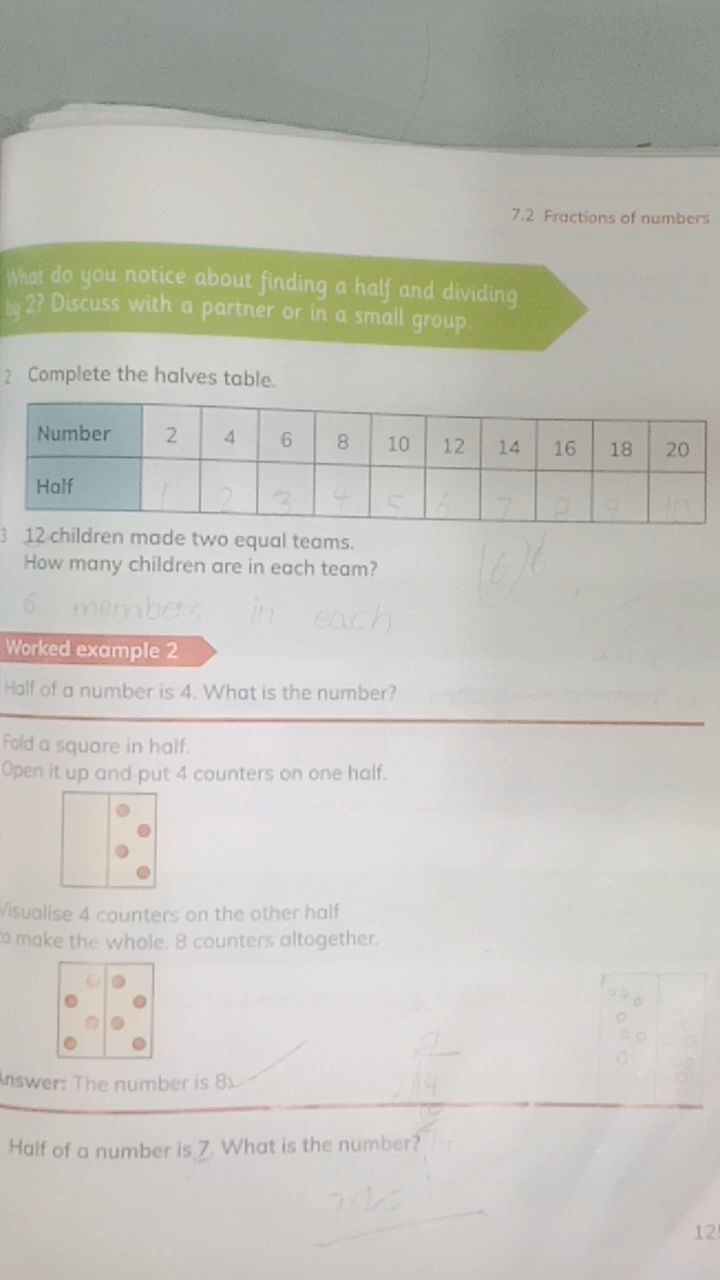 7.2 Fractions of numbers
What do you notice about finding a half and dividing
by 2? Discuss with a partner or in a small group.
2 Complete the halves table.
Number 2 4 6 8 10 12 14 16 18 20
Half 1 2 3 4 5 6 7 8 9 10
3 12 children made two equal teams.
How many children are in each team?
(6) 6
6 members in each
Worked example 2
Half of a number is 4. What is the number?
Fold a square in half.
Open it up and put 4 counters on one half.
Visualise 4 counters on the other half
to make the whole. 8 counters altogether.
Answer: The number is 8.
Half of a number is 7. What is the number?